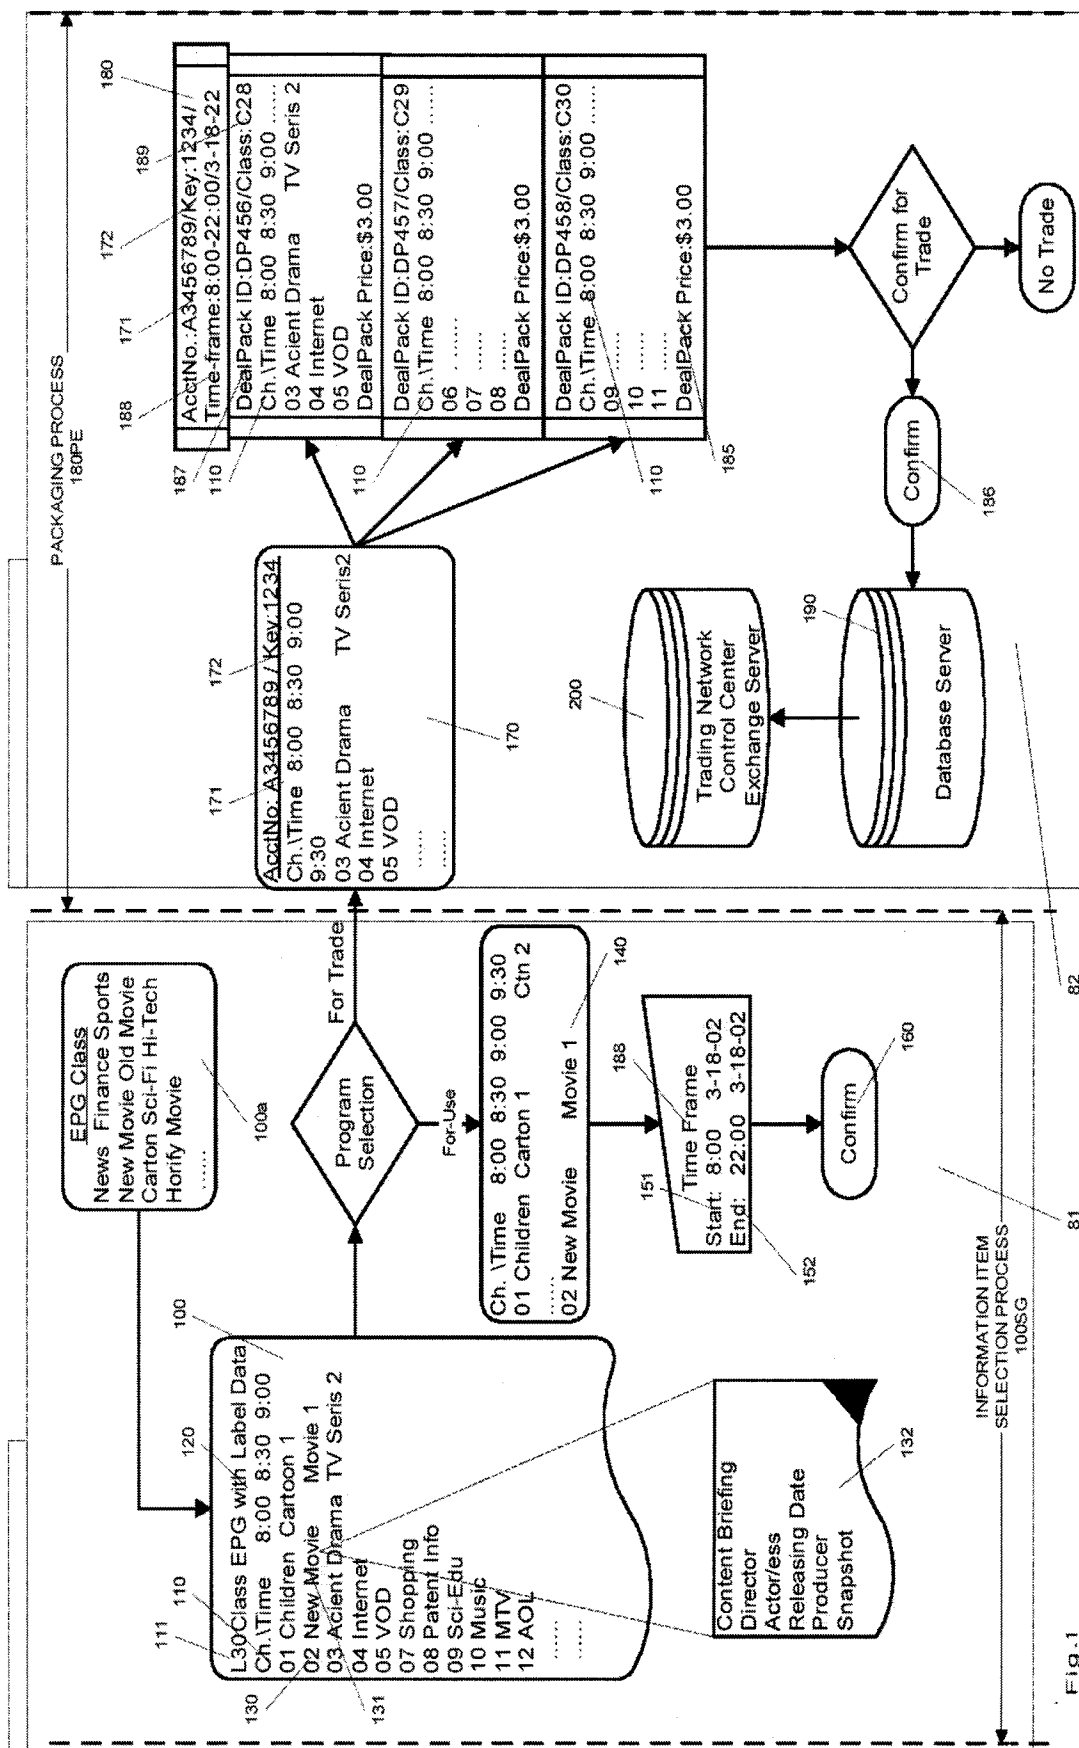 PACKAGING PROCESS
180PE
EPG Class
News Finance Sports
New Movie Old Movie
Carton Sci-Fi Hi-Tech
Horify Movie
......
100a
111
110
120
100
L30Class EPG with Label Data
Ch.\Time 8:00 8:30 9:00
01 Children Cartoon 1
02 New Movie Movie 1
03 Acient Drama TV Seris 2
04 Internet
05 VOD
07 Shopping
08 Patent Info
09 Sci-Edu
10 Music
11 MTV
12 AOL
......
......
130
131
Content Briefing
Director
Actor/ess
Releasing Date
Producer
Snapshot
132
Program
Selection
For Trade
For-Use
Ch. \Time 8:00 8:30 9:00 9:30
01 Children Carton 1 Ctn 2
......
02 New Movie Movie 1
140
151
188
Time Frame
Start: 8:00 3-18-02
End: 22:00 3-18-02
152
Confirm
160
INFORMATION ITEM
SELECTION PROCESS
100SG
81
82
171
172
AcctNo: A3456789 / Key:1234
Ch.\Time 8:00 8:30 9:00
9:30
03 Acient Drama TV Seris2
04 Internet
05 VOD
......
......
170
187
188
171
172
189
180
AcctNo.:A3456789/Key:1234/
Time-frame:8:00-22:00/3-18-22
110
DealPack ID:DP456/Class:C28
Ch.\Time 8:00 8:30 9:00 ......
03 Acient Drama TV Seris 2
04 Internet
05 VOD
DealPack Price:$3.00
110
DealPack ID:DP457/Class:C29
Ch.\Time 8:00 8:30 9:00 ......
06 ......
07 ......
08 ......
DealPack Price:$3.00
110
DealPack ID:DP458/Class:C30
Ch.\Time 8:00 8:30 9:00 ......
09 ......
10 ......
11 ......
DealPack Price:$3.00
185
Confirm for
Trade
No Trade
Confirm
186
200
Trading Network
Control Center
Exchange Server
190
Database Server
Fig.1